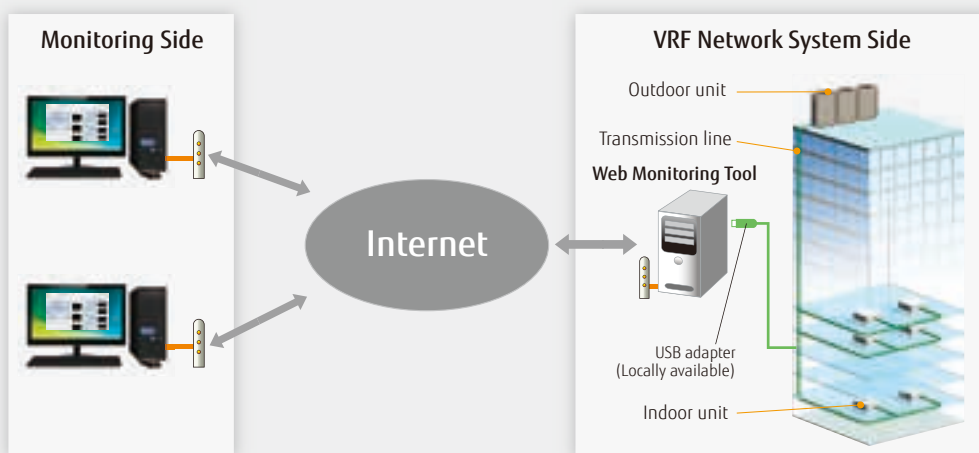 Monitoring Side
Internet
VRF Network System Side
Outdoor unit
Transmission line
Web Monitoring Tool
USB adapter
(Locally available)
Indoor unit